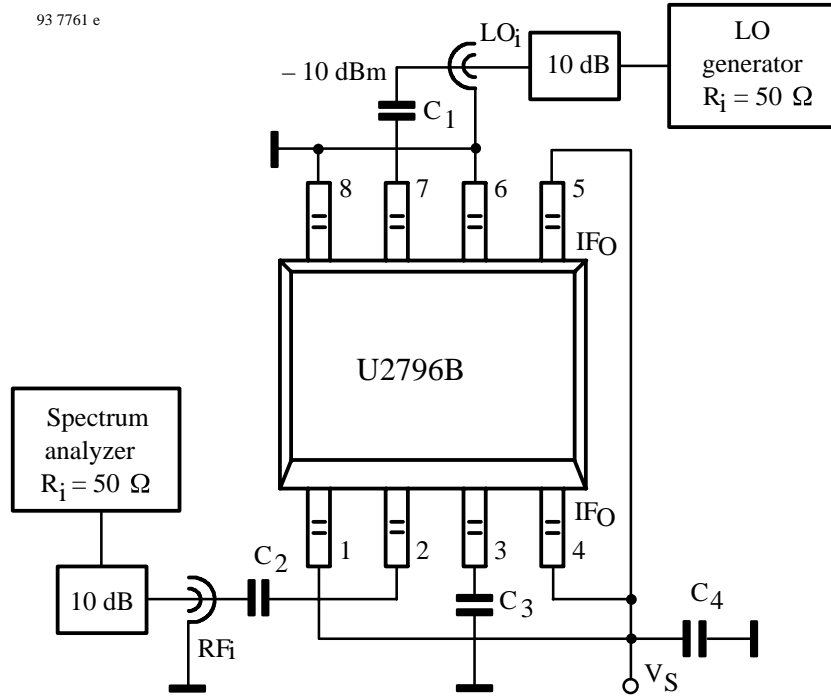 93 7761 e
LOi
– 10 dBm
10 dB
LO
generator
Ri = 50 Ω
C1
8
7
6
5
IFO
U2796B
Spectrum
analyzer
Ri = 50 Ω
IFO
1
2
3
4
C2
10 dB
C3
C4
RFi
VS